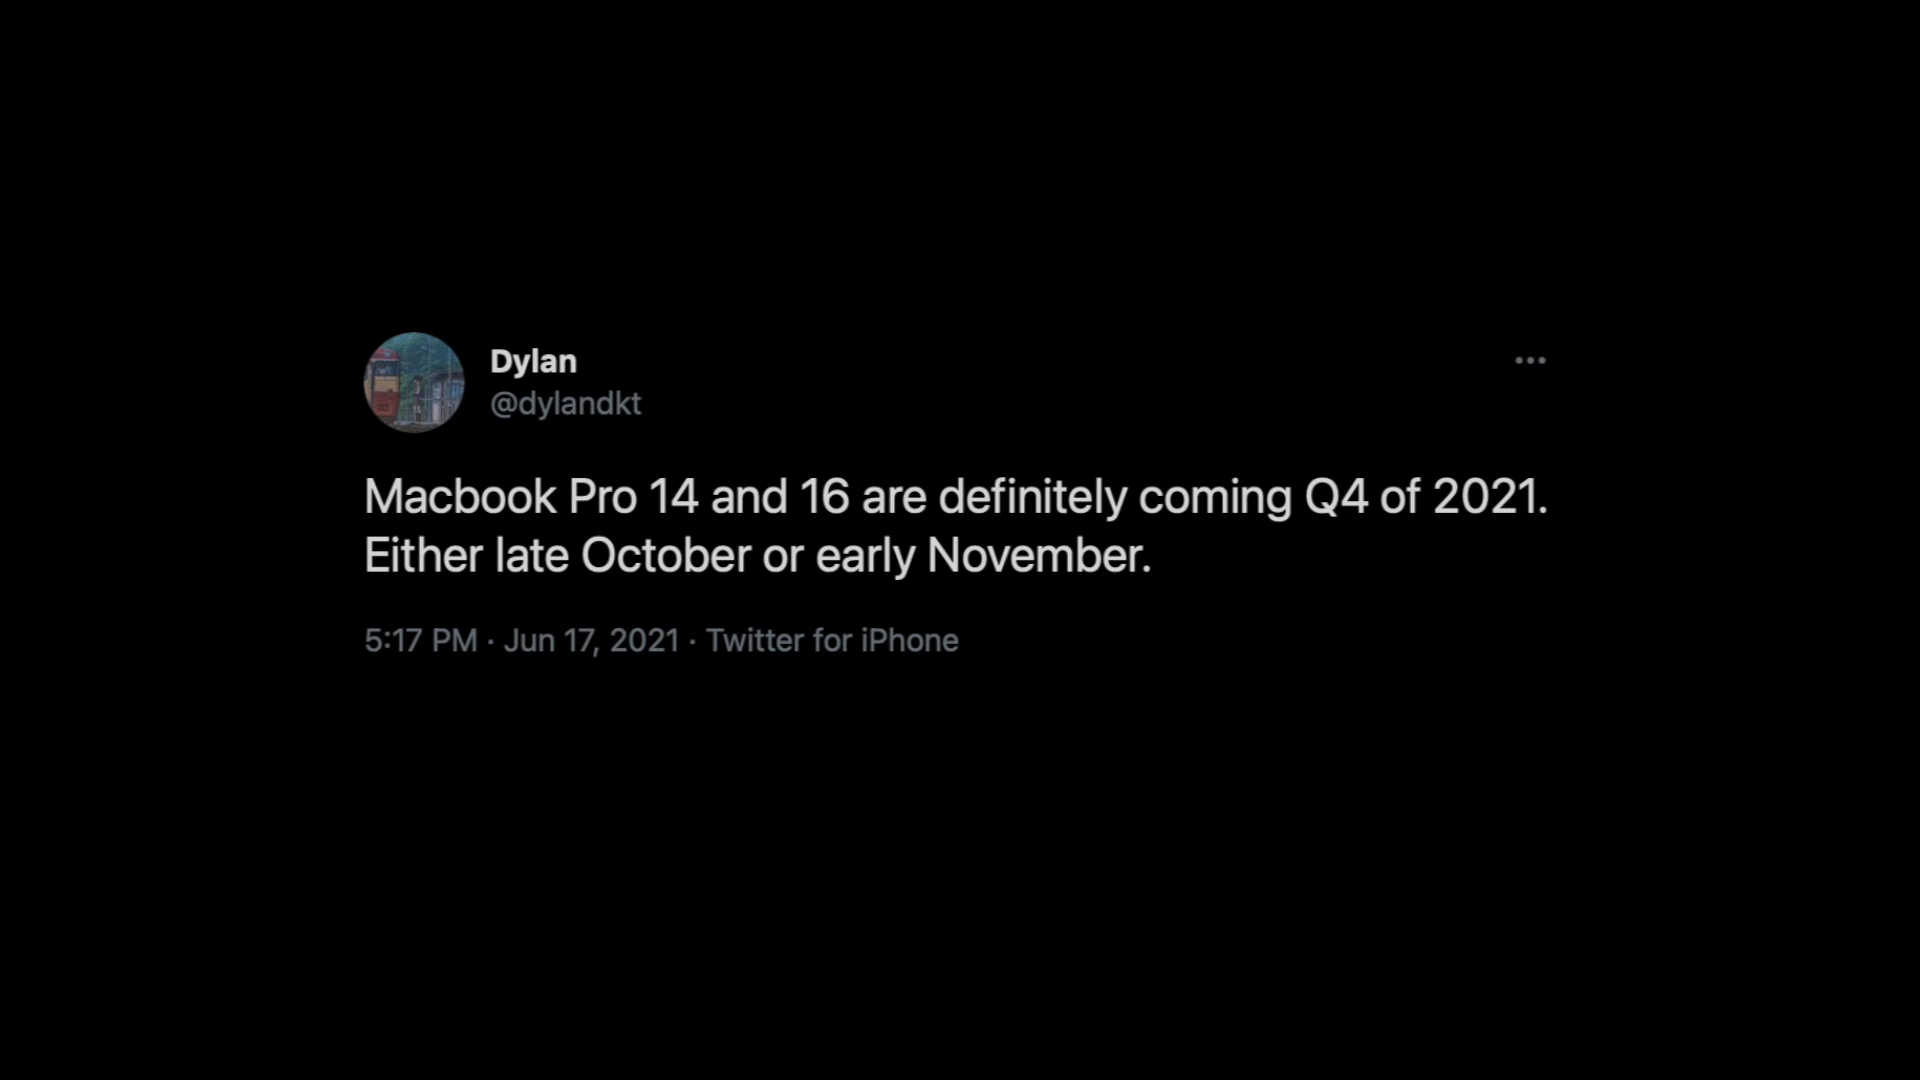 Dylan
@dylandkt
Macbook Pro 14 and 16 are definitely coming Q4 of 2021.
Either late October or early November.
5:17 PM · Jun 17, 2021 · Twitter for iPhone